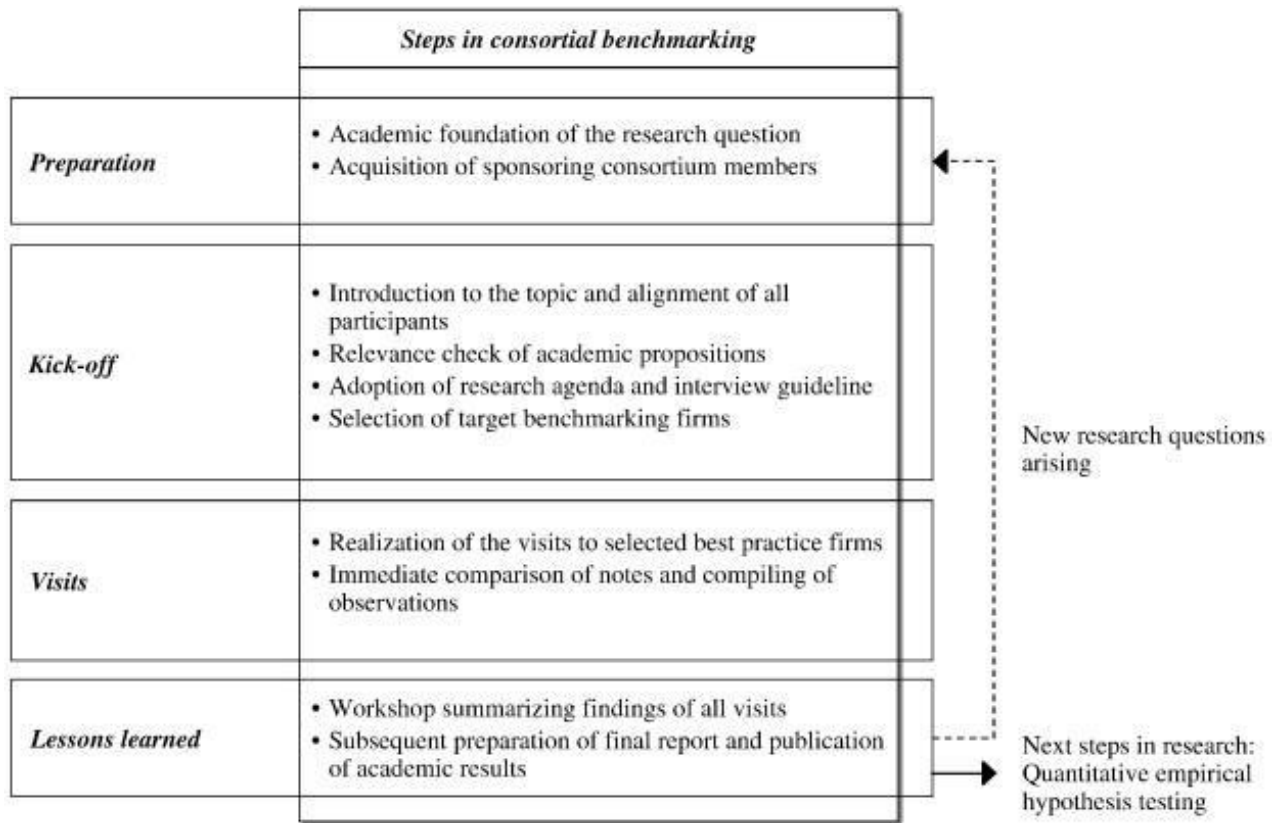 Steps in consortial benchmarking
Preparation
• Academic foundation of the research question
• Acquisition of sponsoring consortium members
Kick-off
• Introduction to the topic and alignment of all
participants
• Relevance check of academic propositions
• Adoption of research agenda and interview guideline
• Selection of target benchmarking firms
Visits
• Realization of the visits to selected best practice firms
• Immediate comparison of notes and compiling of
observations
Lessons learned
• Workshop summarizing findings of all visits
• Subsequent preparation of final report and publication
of academic results
New research questions
arising
Next steps in research:
Quantitative empirical
hypothesis testing